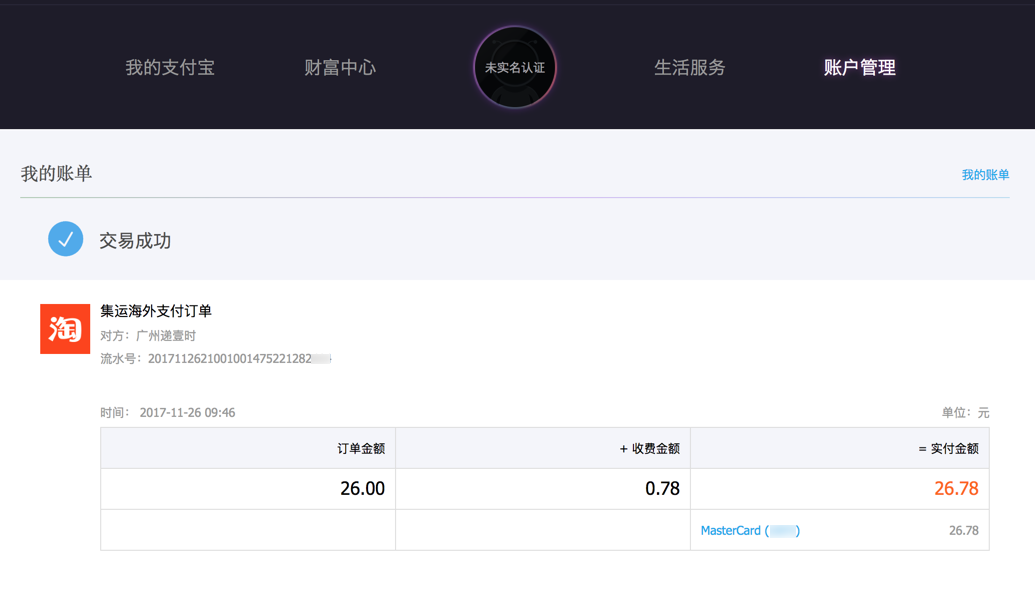 我的支付宝 财富中心 未实名认证 生活服务 账户管理
我的账单 我的账单
交易成功
淘
集运海外支付订单
对方：广州递壹时
流水号：2017112621001001475221282
时间： 2017-11-26 09:46 单位：元
订单金额 + 收费金额 = 实付金额
26.00 0.78 26.78
MasterCard ( ) 26.78